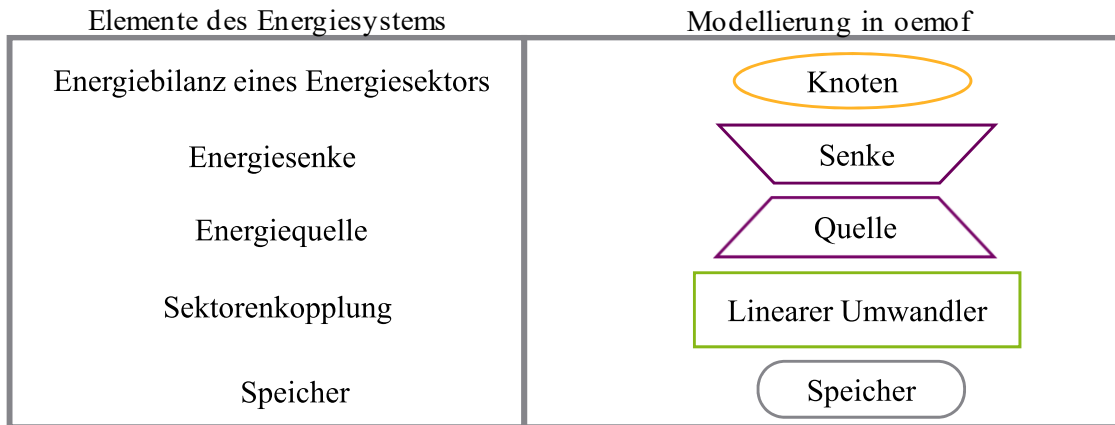 Elemente des Energiesystems Modellierung in oemof
Energiebilanz eines Energiesektors Knoten
Energiesenke Senke
Energiequelle Quelle
Sektorenkopplung Linearer Umwandler
Speicher Speicher